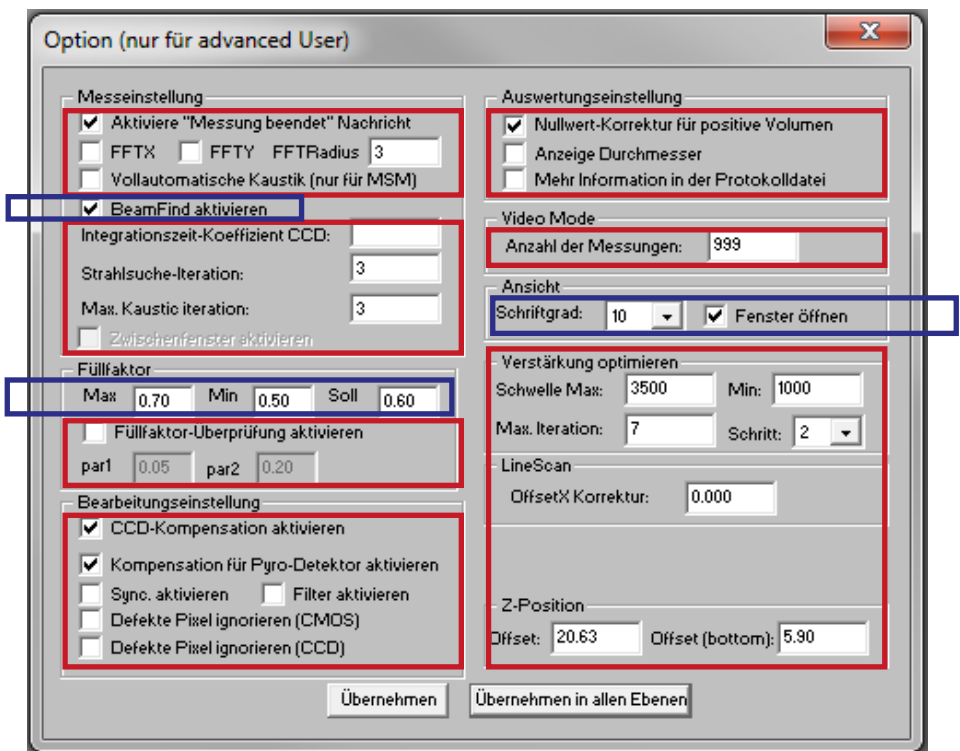 Option (nur für advanced User)
x
Messeinstellung
Aktiviere "Messung beendet" Nachricht
FFTX FFTY FFTRadius 3
Vollautomatische Kaustik (nur für MSM)
BeamFind aktivieren
Integrationszeit-Koeffizient CCD:
Strahlsuche-Iteration: 3
Max. Kaustic iteration: 3
Zwischenfenster aktivieren
Füllfaktor
Max 0.70 Min 0.50 Soll 0.60
Füllfaktor-Überprüfung aktivieren
par1 0.05 par2 0.20
Bearbeitungseinstellung
CCD-Kompensation aktivieren
Kompensation für Pyro-Detektor aktivieren
Sync. aktivieren Filter aktivieren
Defekte Pixel ignorieren (CMOS)
Defekte Pixel ignorieren (CCD)
Auswertungseinstellung
Nullwert-Korrektur für positive Volumen
Anzeige Durchmesser
Mehr Information in der Protokolldatei
Video Mode
Anzahl der Messungen: 999
Ansicht
Schriftgrad: 10 Fenster öffnen
Verstärkung optimieren
Schwelle Max: 3500 Min: 1000
Max. Iteration: 7 Schritt: 2
LineScan
OffsetX Korrektur: 0.000
Z-Position
Offset: 20.63 Offset (bottom): 5.90
Übernehmen Übernehmen in allen Ebenen